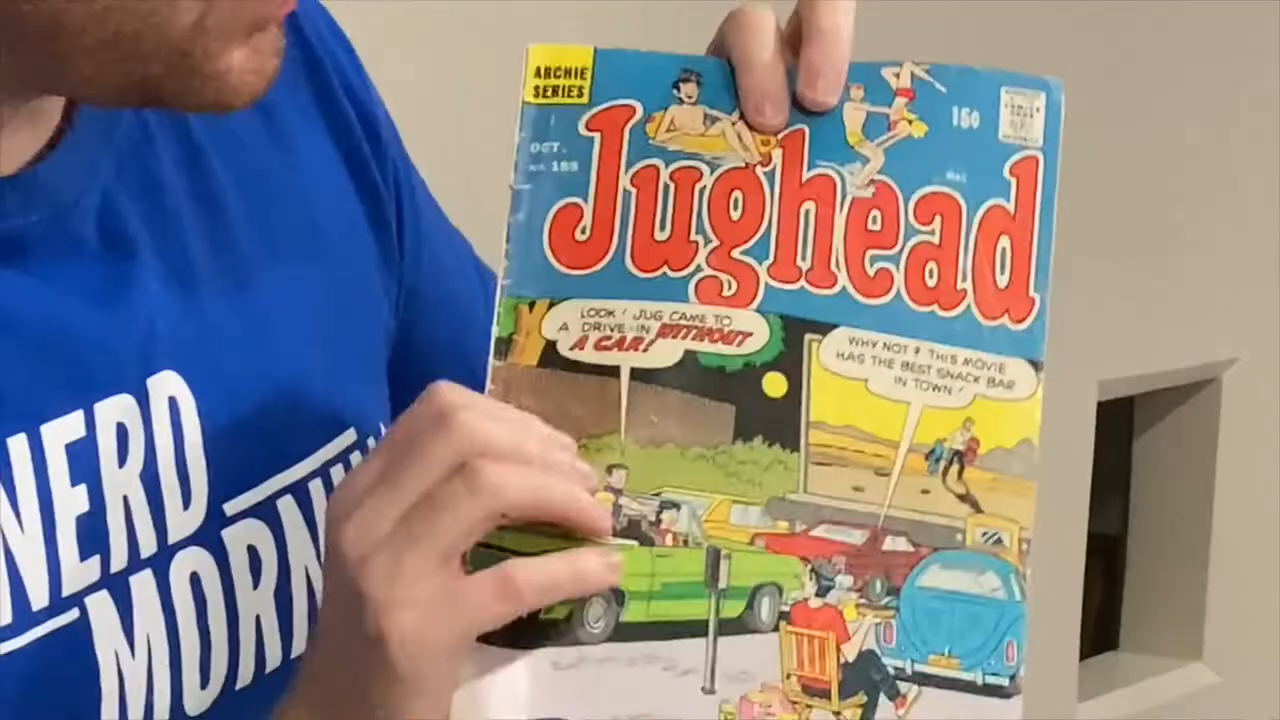 ARCHIE
SERIES
OCT.
15¢
Jughead
LOOK! JUG CAME TO
A DRIVE-IN WITHOUT
A CAR!
WHY NOT? THIS MOVIE
HAS THE BEST SNACK BAR
IN TOWN!
NERD
MORN